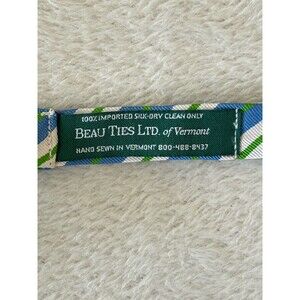 100% IMPORTED SILK-DRY CLEAN ONLY
BEAU TIES LTD. of Vermont
HAND SEWN IN VERMONT 800-488-8437